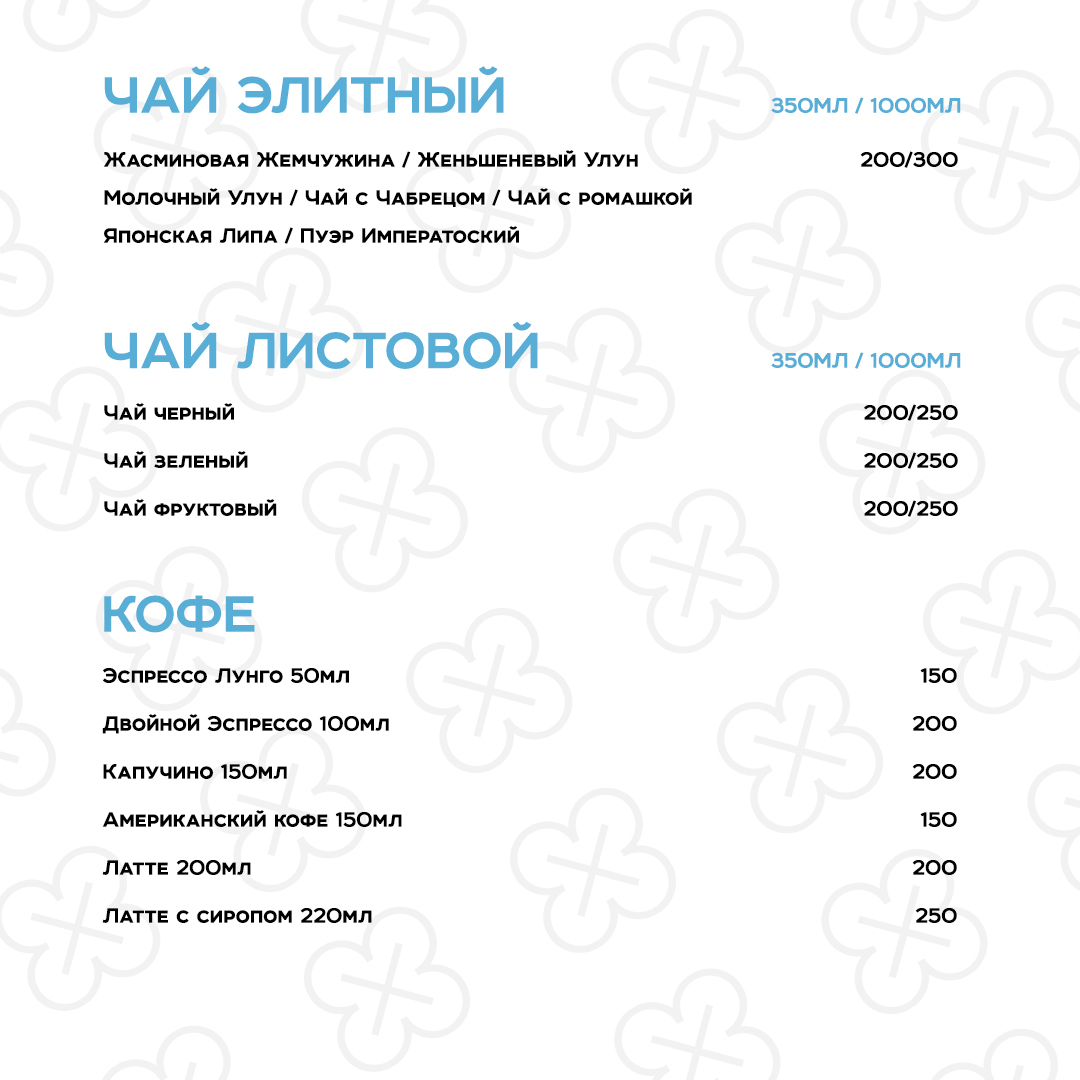 ЧАЙ ЭЛИТНЫЙ 350МЛ / 1000МЛ
Жасминовая Жемчужина / Женьшеневый Улун 200/300
Молочный Улун / Чай с Чабрецом / Чай с ромашкой
Японская Липа / Пуэр Императоский
ЧАЙ ЛИСТОВОЙ 350МЛ / 1000МЛ
Чай черный 200/250
Чай зеленый 200/250
Чай фруктовый 200/250
КОФЕ
Эспрессо Лунго 50мл 150
Двойной Эспрессо 100мл 200
Капучино 150мл 200
Американский кофе 150мл 150
Латте 200мл 200
Латте с сиропом 220мл 250